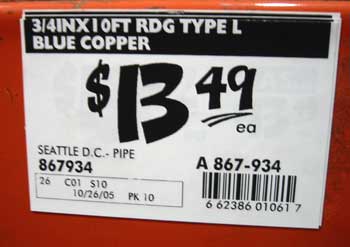 3/4INX10FT RDG TYPE L
BLUE COPPER
$13 49
ea
SEATTLE D.C.- PIPE
867934 A 867-934
26 C01 S10
10/26/05 PK 10
6 62386 01061 7